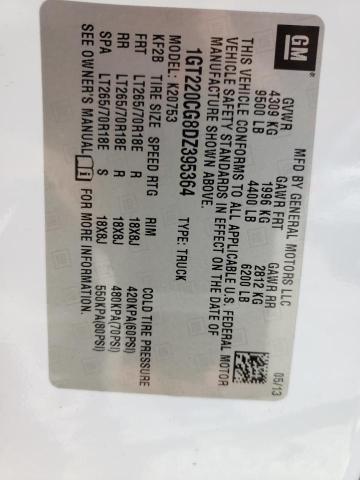 GM
MFD BY GENERAL MOTORS LLC
05/13
GVWR GAWR FRT GAWR RR
4309 KG 1996 KG 2812 KG
9500 LB 4400 LB 6200 LB
THIS VEHICLE CONFORMS TO ALL APPLICABLE U.S. FEDERAL MOTOR
VEHICLE SAFETY STANDARDS IN EFFECT ON THE DATE OF
MANUFACTURE SHOWN ABOVE.
1GT220CG8DZ395364 TYPE: TRUCK
MODEL: K20753
KF2B TIRE SIZE SPEED RTG RIM COLD TIRE PRESSURE
FRT LT265/70R18E R 18X8J 420KPA(60PSI)
RR LT265/70R18E R 18X8J 480KPA(70PSI)
RR LT265/70R18E S 18X8J 550KPA(80PSI)
SEE OWNER'S MANUAL i FOR MORE INFORMATION.